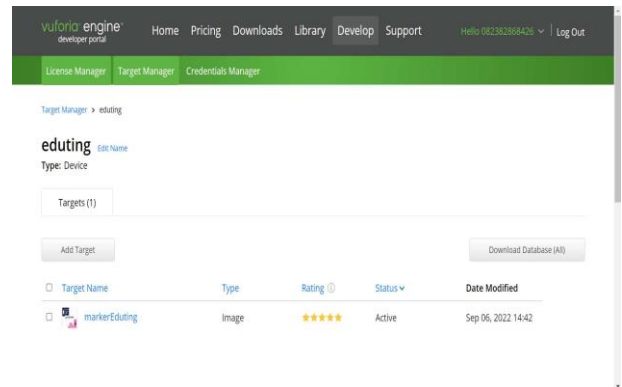 vuforia engine™ Home Pricing Downloads Library Develop Support Hello 082382868426 Log Out
developer portal
License Manager Target Manager Credentials Manager
Target Manager > eduting
eduting Edit Name
Type: Device
Targets (1)
Add Target Download Database (All)
Target Name Type Rating Status Date Modified
markerEduting Image Active Sep 06, 2022 14:42